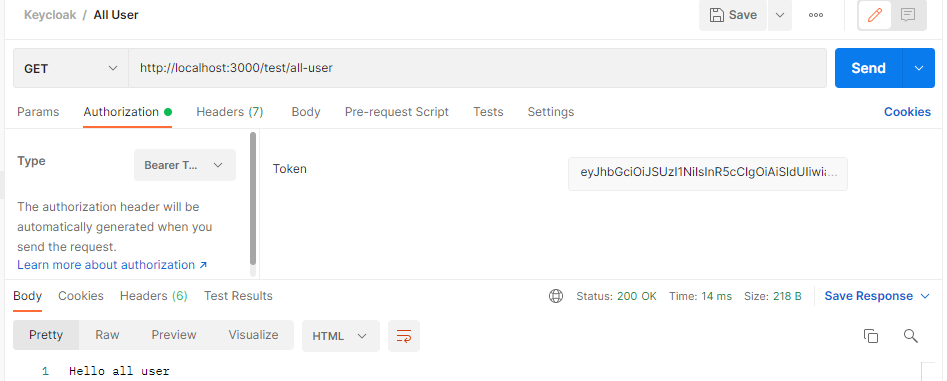 Keycloak / All User
Save
GET
http://localhost:3000/test/all-user
Send
Params Authorization Headers (7) Body Pre-request Script Tests Settings Cookies
Type
Bearer T...
Token
eyJhbGciOiJSUzI1NiIsInR5cCIgOiAiSldUIiwia...
The authorization header will be
automatically generated when you
send the request.
Learn more about authorization ↗
Body Cookies Headers (6) Test Results
Status: 200 OK Time: 14 ms Size: 218 B Save Response
Pretty Raw Preview Visualize HTML
1 Hello all user